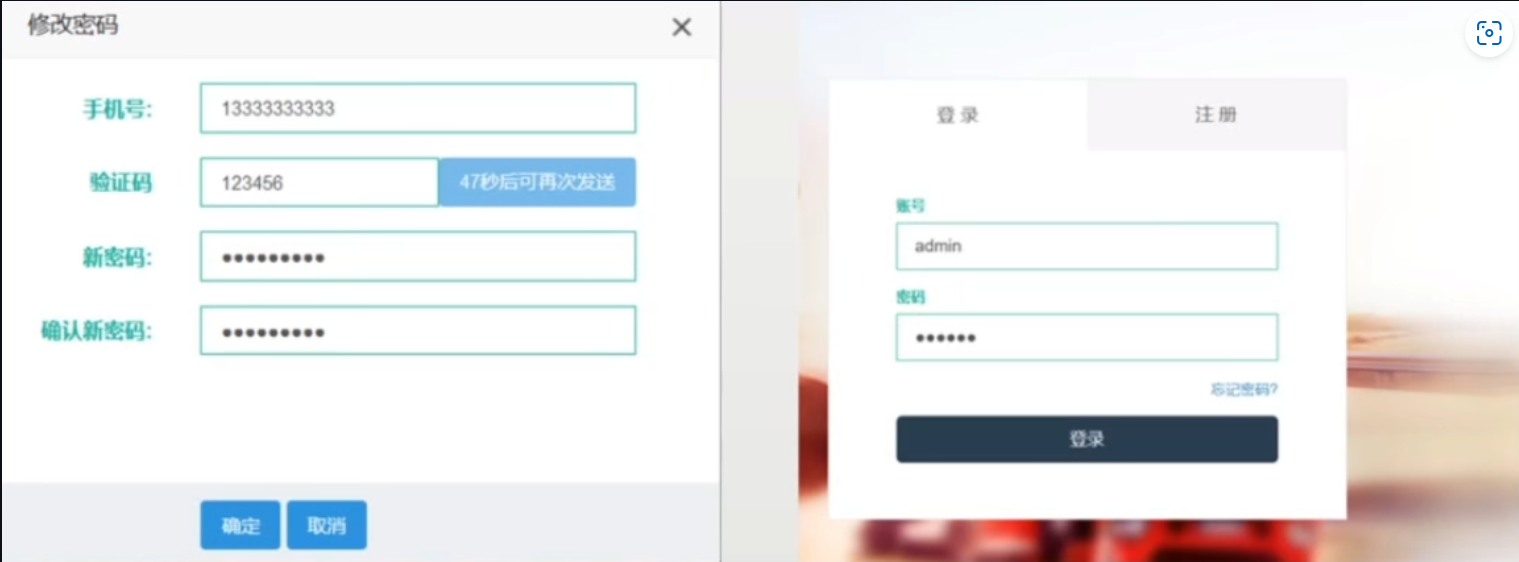 修改密码
手机号:
13333333333
验证码
123456
47秒后可再次发送
新密码:
•••••••••
确认新密码:
•••••••••
确定
取消
登 录
注 册
账号
admin
密码
••••••
忘记密码?
登录